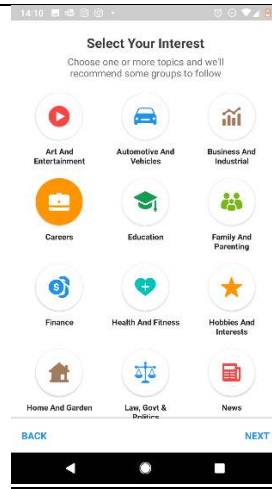 14:10
Select Your Interest
Choose one or more topics and we'll
recommend some groups to follow
Art And
Entertainment
Automotive And
Vehicles
Business And
Industrial
Careers
Education
Family And
Parenting
Finance
Health And Fitness
Hobbies And
Interests
Home And Garden
Law, Govt &
Politics
News
BACK
NEXT